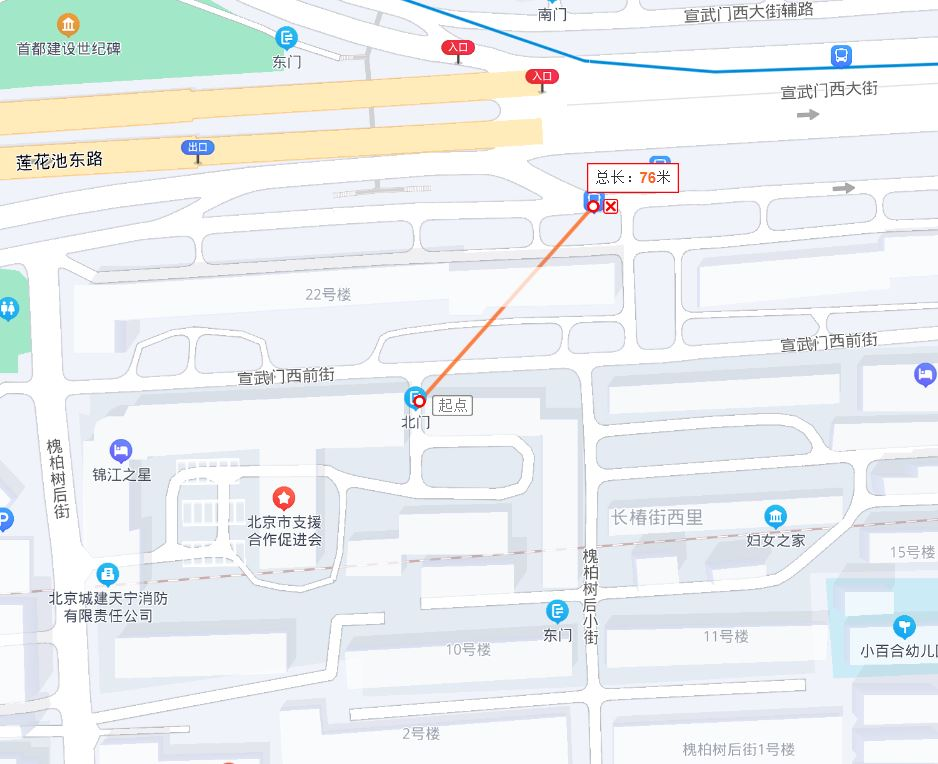 南门
宣武门西大街辅路
首都建设世纪碑
东门
入口
入口
宣武门西大街
出口
莲花池东路
总长：76米
22号楼
宣武门西前街
宣武门西前街
起点
北门
槐柏树后街
锦江之星
北京市支援
合作促进会
长椿街西里
妇女之家
15号楼
槐柏树后小街
北京城建天宁消防
有限责任公司
东门
10号楼
11号楼
小百合幼儿
2号楼
槐柏树后街1号楼
P